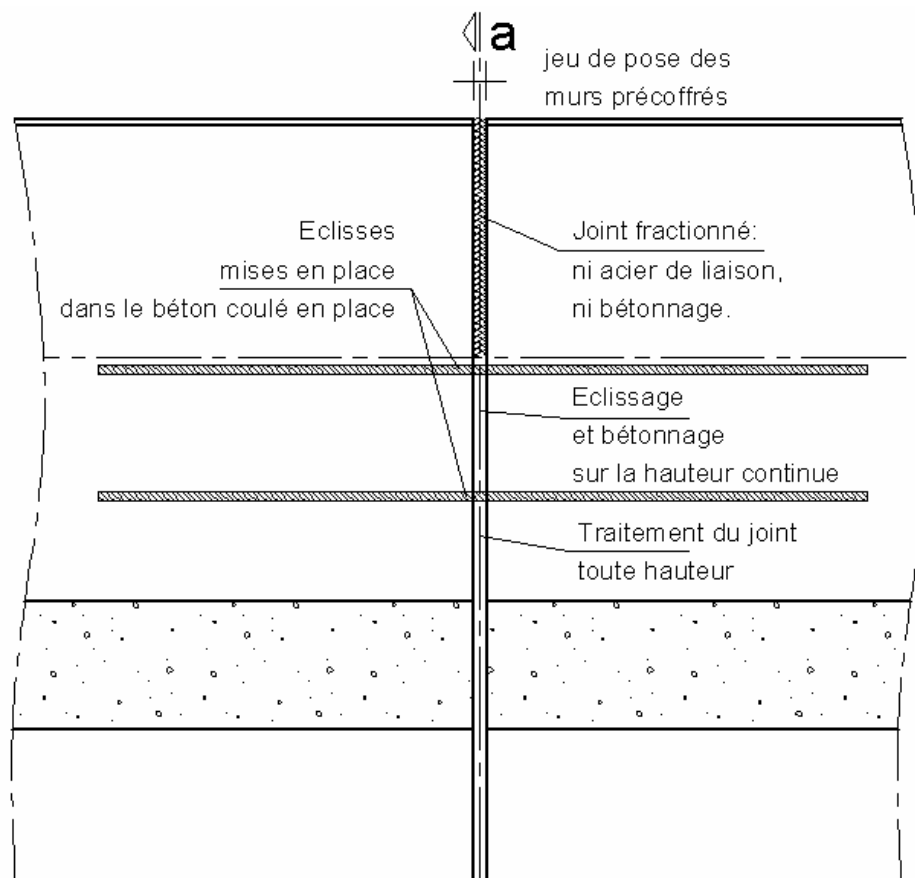 a
jeu de pose des
murs précoffrés
Eclisses
mises en place
dans le béton coulé en place
Joint fractionné:
ni acier de liaison,
ni bétonnage.
Eclissage
et bétonnage
sur la hauteur continue
Traitement du joint
toute hauteur